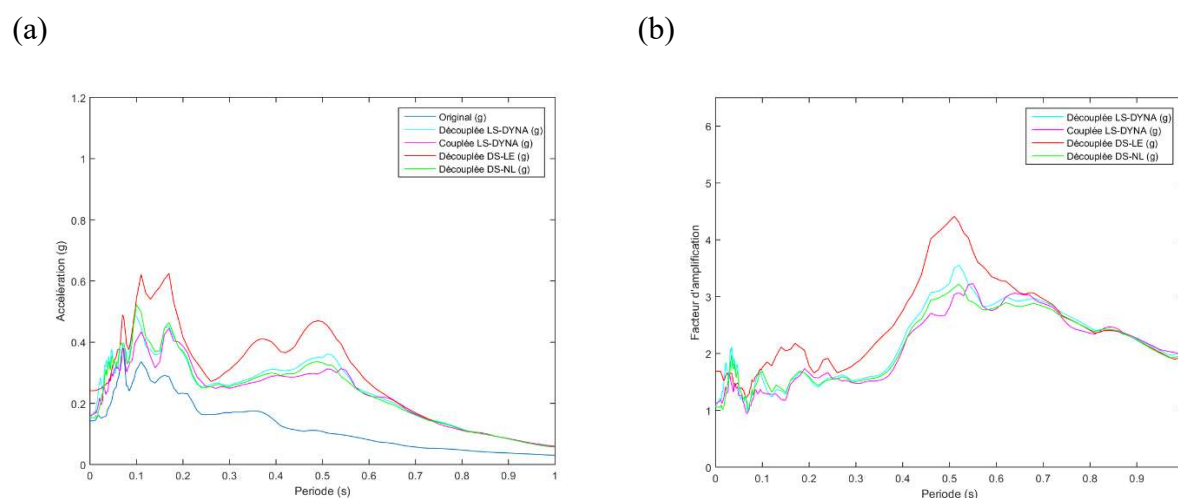 (a)
(b)
1.2
1
0.8
0.6
0.4
0.2
0
Accélération (g)
0 0.1 0.2 0.3 0.4 0.5 0.6 0.7 0.8 0.9 1
Periode (s)
Original (g)
Découplée LS-DYNA (g)
Couplée LS-DYNA (g)
Découplée DS-LE (g)
Découplée DS-NL (g)
6
5
4
3
2
1
0
Facteur d'amplification
0 0.1 0.2 0.3 0.4 0.5 0.6 0.7 0.8 0.9
Periode (s)
Découplée LS-DYNA (g)
Couplée LS-DYNA (g)
Découplée DS-LE (g)
Découplée DS-NL (g)